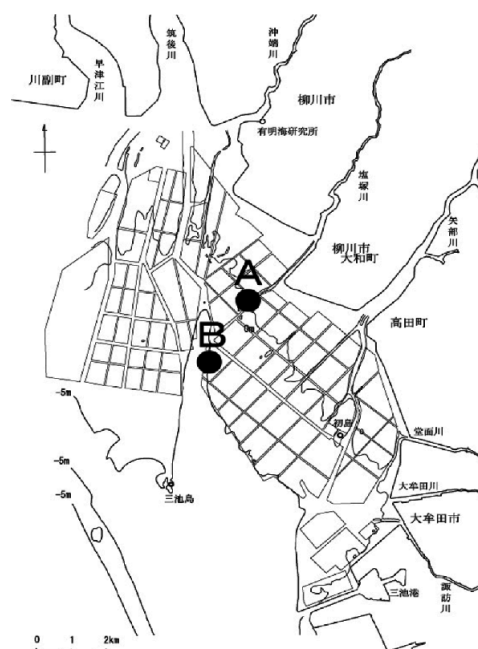 川副町
早津江川
筑後川
沖端川
柳川市
有明海研究所
塩塚川
矢部川
柳川市
大和町
高田町
A
0m
B
-5m
初島
堂面川
-5m
三池島
-5m
大牟田川
大牟田市
諏訪川
三池港
0 1 2km